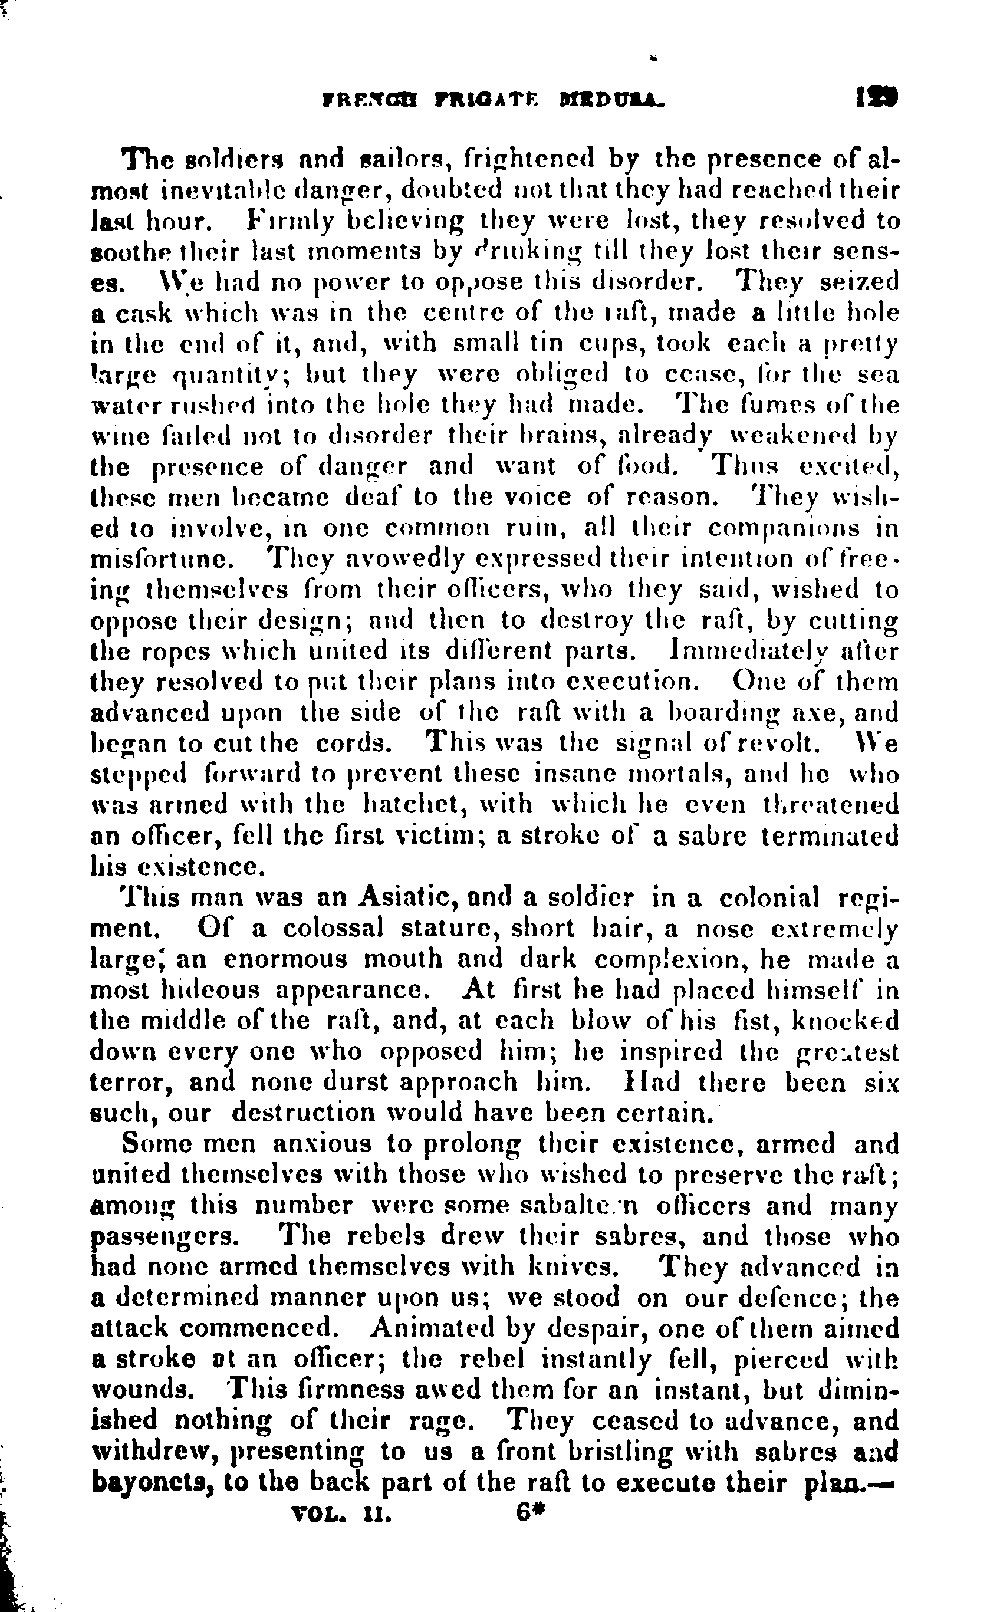 FRENCH FRIGATE MEDUSA. 129
The soldiers and sailors, frightened by the presence of al-
most inevitable danger, doubted not that they had reached their
last hour. Firmly believing they were lost, they resolved to
soothe their last moments by drinking till they lost their sens-
es. We had no power to oppose this disorder. They seized
a cask which was in the centre of the raft, made a little hole
in the end of it, and, with small tin cups, took each a pretty
large quantity; but they were obliged to cease, for the sea
water rushed into the hole they had made. The fumes of the
wine failed not to disorder their brains, already weakened by
the presence of danger and want of food. Thus excited,
these men became deaf to the voice of reason. They wish-
ed to involve, in one common ruin, all their companions in
misfortune. They avowedly expressed their intention of free-
ing themselves from their officers, who they said, wished to
oppose their design; and then to destroy the raft, by cutting
the ropes which united its different parts. Immediately after
they resolved to put their plans into execution. One of them
advanced upon the side of the raft with a boarding axe, and
began to cut the cords. This was the signal of revolt. We
stepped forward to prevent these insane mortals, and he who
was armed with the hatchet, with which he even threatened
an officer, fell the first victim; a stroke of a sabre terminated
his existence.
This man was an Asiatic, and a soldier in a colonial regi-
ment. Of a colossal stature, short hair, a nose extremely
large, an enormous mouth and dark complexion, he made a
most hideous appearance. At first he had placed himself in
the middle of the raft, and, at each blow of his fist, knocked
down every one who opposed him; he inspired the greatest
terror, and none durst approach him. Had there been six
such, our destruction would have been certain.
Some men anxious to prolong their existence, armed and
united themselves with those who wished to preserve the raft;
among this number were some sabaltern officers and many
passengers. The rebels drew their sabres, and those who
had none armed themselves with knives. They advanced in
a determined manner upon us; we stood on our defence; the
attack commenced. Animated by despair, one of them aimed
a stroke at an officer; the rebel instantly fell, pierced with
wounds. This firmness awed them for an instant, but dimin-
ished nothing of their rage. They ceased to advance, and
withdrew, presenting to us a front bristling with sabres and
bayonets, to the back part of the raft to execute their plan.—
VOL. II. 6*